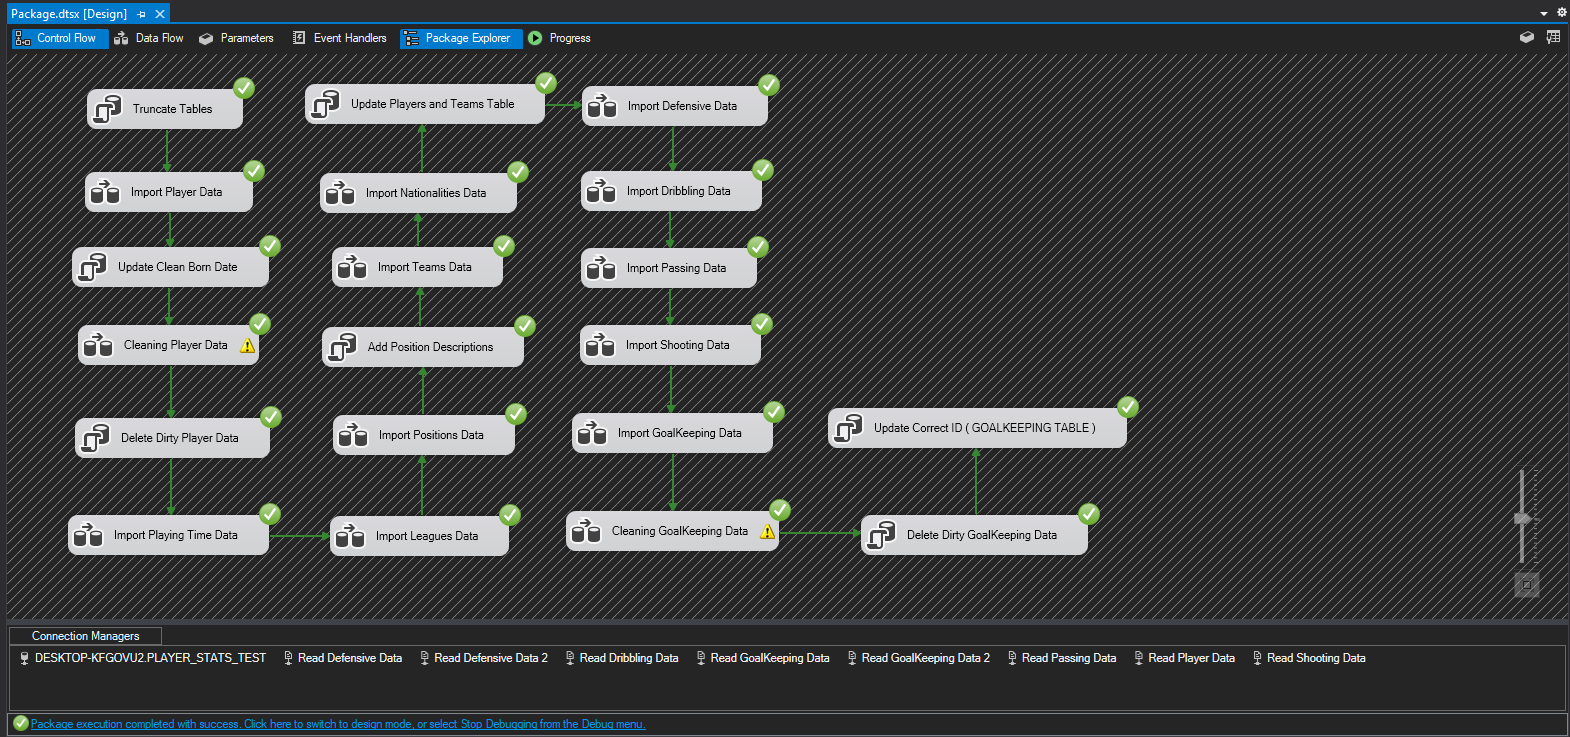 Package.dtsx [Design]
Control Flow
Data Flow
Parameters
Event Handlers
Package Explorer
Progress
Truncate Tables
Import Player Data
Update Clean Born Date
Cleaning Player Data
Delete Dirty Player Data
Import Playing Time Data
Import Leagues Data
Import Positions Data
Add Position Descriptions
Import Teams Data
Import Nationalities Data
Update Players and Teams Table
Import Defensive Data
Import Dribbling Data
Import Passing Data
Import Shooting Data
Import GoalKeeping Data
Cleaning GoalKeeping Data
Delete Dirty GoalKeeping Data
Update Correct ID ( GOALKEEPING TABLE )
Connection Managers
DESKTOP-KFGOVU2.PLAYER_STATS_TEST
Read Defensive Data
Read Defensive Data 2
Read Dribbling Data
Read GoalKeeping Data
Read GoalKeeping Data 2
Read Passing Data
Read Player Data
Read Shooting Data
Package execution completed with success. Click here to switch to design mode, or select Stop Debugging from the Debug menu.